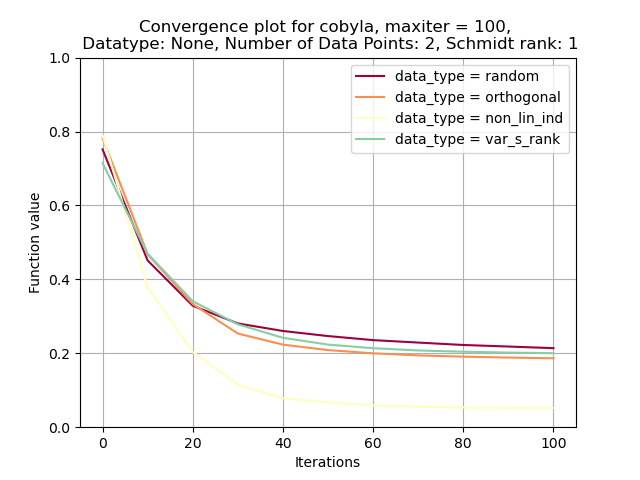 Convergence plot for cobyla, maxiter = 100,
Datatype: None, Number of Data Points: 2, Schmidt rank: 1
data_type = random
data_type = orthogonal
data_type = non_lin_ind
data_type = var_s_rank
Function value
1.0
0.8
0.6
0.4
0.2
0.0
0 20 40 60 80 100
Iterations